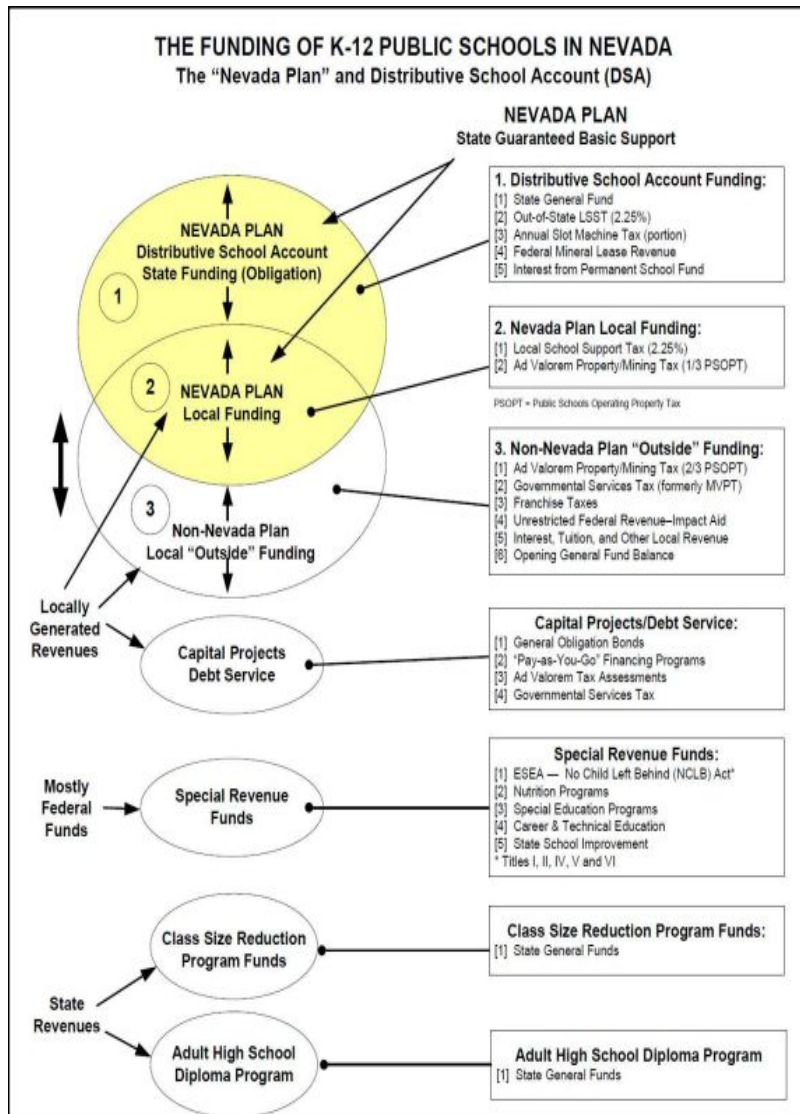 THE FUNDING OF K-12 PUBLIC SCHOOLS IN NEVADA
The “Nevada Plan” and Distributive School Account (DSA)
NEVADA PLAN
State Guaranteed Basic Support
NEVADA PLAN
Distributive School Account
State Funding (Obligation)
1
2
NEVADA PLAN
Local Funding
3
Non-Nevada Plan
Local “Outside” Funding
Locally
Generated
Revenues
Capital Projects
Debt Service
Mostly
Federal
Funds
Special Revenue
Funds
Class Size Reduction
Program Funds
State
Revenues
Adult High School
Diploma Program
1. Distributive School Account Funding:
[1] State General Fund
[2] Out-of-State LSST (2.25%)
[3] Annual Slot Machine Tax (portion)
[4] Federal Mineral Lease Revenue
[5] Interest from Permanent School Fund
2. Nevada Plan Local Funding:
[1] Local School Support Tax (2.25%)
[2] Ad Valorem Property/Mining Tax (1/3 PSOPT)
PSOPT = Public Schools Operating Property Tax
3. Non-Nevada Plan “Outside” Funding:
[1] Ad Valorem Property/Mining Tax (2/3 PSOPT)
[2] Governmental Services Tax (formerly MVPT)
[3] Franchise Taxes
[4] Unrestricted Federal Revenue–Impact Aid
[5] Interest, Tuition, and Other Local Revenue
[6] Opening General Fund Balance
Capital Projects/Debt Service:
[1] General Obligation Bonds
[2] “Pay-as-You-Go” Financing Programs
[3] Ad Valorem Tax Assessments
[4] Governmental Services Tax
Special Revenue Funds:
[1] ESEA — No Child Left Behind (NCLB) Act*
[2] Nutrition Programs
[3] Special Education Programs
[4] Career & Technical Education
[5] State School Improvement
* Titles I, II, IV, V and VI
Class Size Reduction Program Funds:
[1] State General Funds
Adult High School Diploma Program
[1] State General Funds